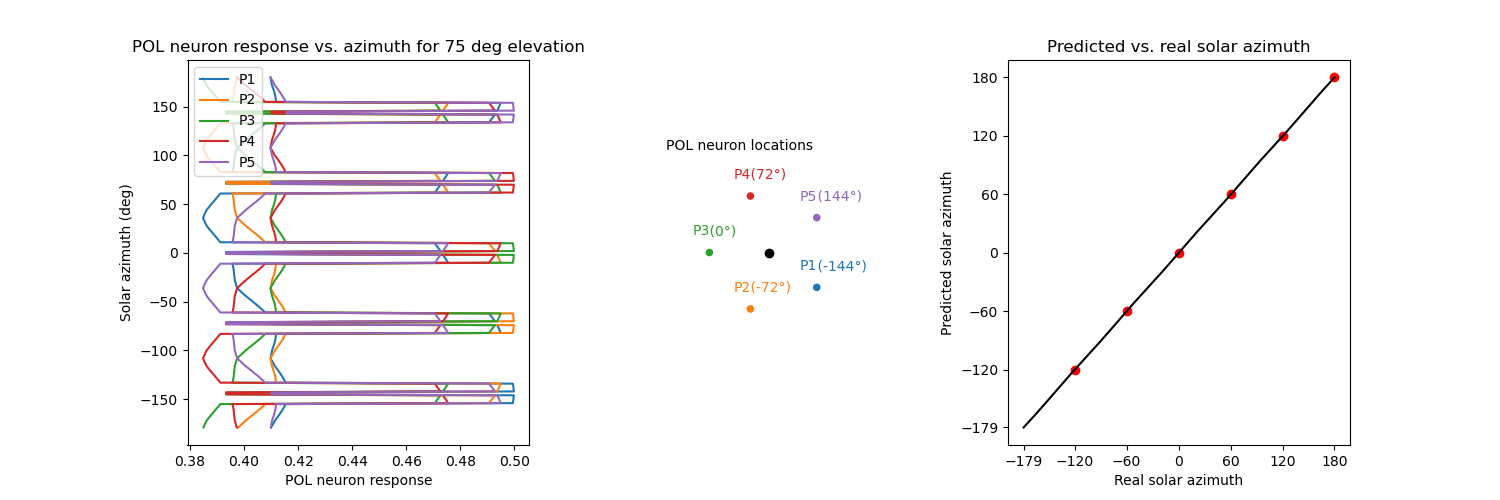 POL neuron response vs. azimuth for 75 deg elevation
P1
P2
P3
P4
P5
150
100
50
0
−50
−100
−150
Solar azimuth (deg)
0.38 0.40 0.42 0.44 0.46 0.48 0.50
POL neuron response
POL neuron locations
P4(72°)
P5(144°)
P3(0°)
P1(-144°)
P2(-72°)
Predicted vs. real solar azimuth
180
120
60
0
−60
−120
−179
Predicted solar azimuth
−179 −120 −60 0 60 120 180
Real solar azimuth